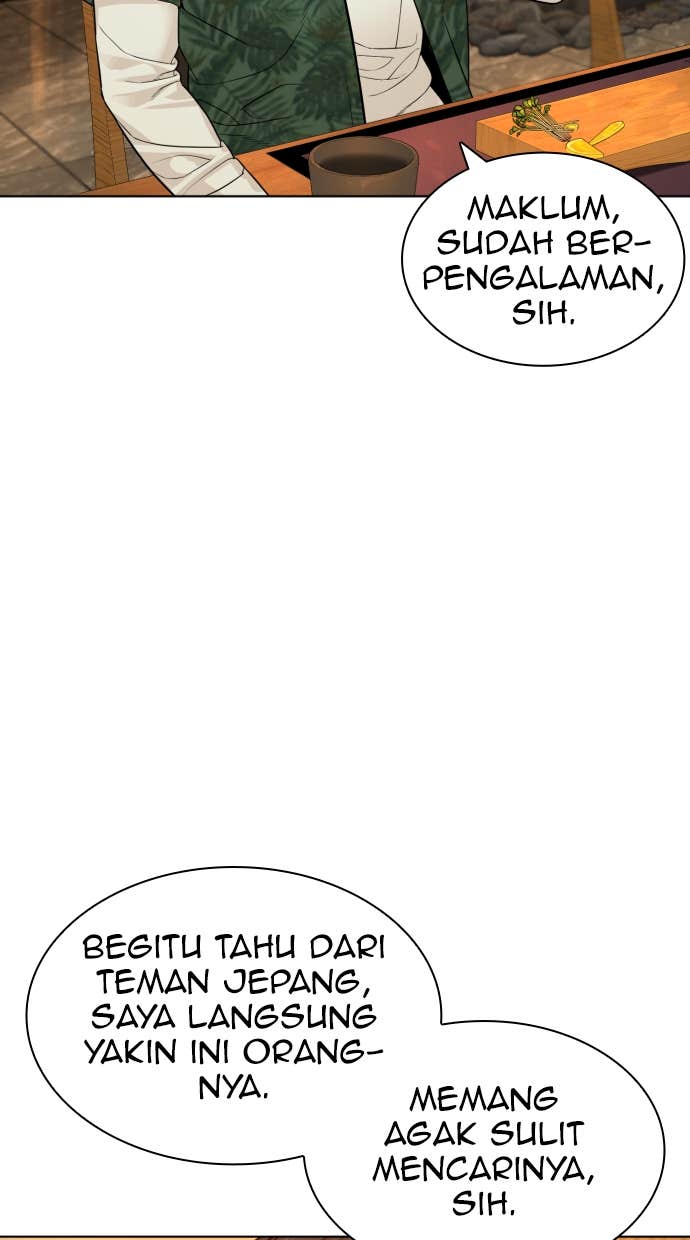 MAKLUM,
SUDAH BER-
PENGALAMAN,
SIH.
BEGITU TAHU DARI
TEMAN JEPANG,
SAYA LANGSUNG
YAKIN INI ORANG-
NYA.
MEMANG
AGAK SULIT
MENCARINYA,
SIH.